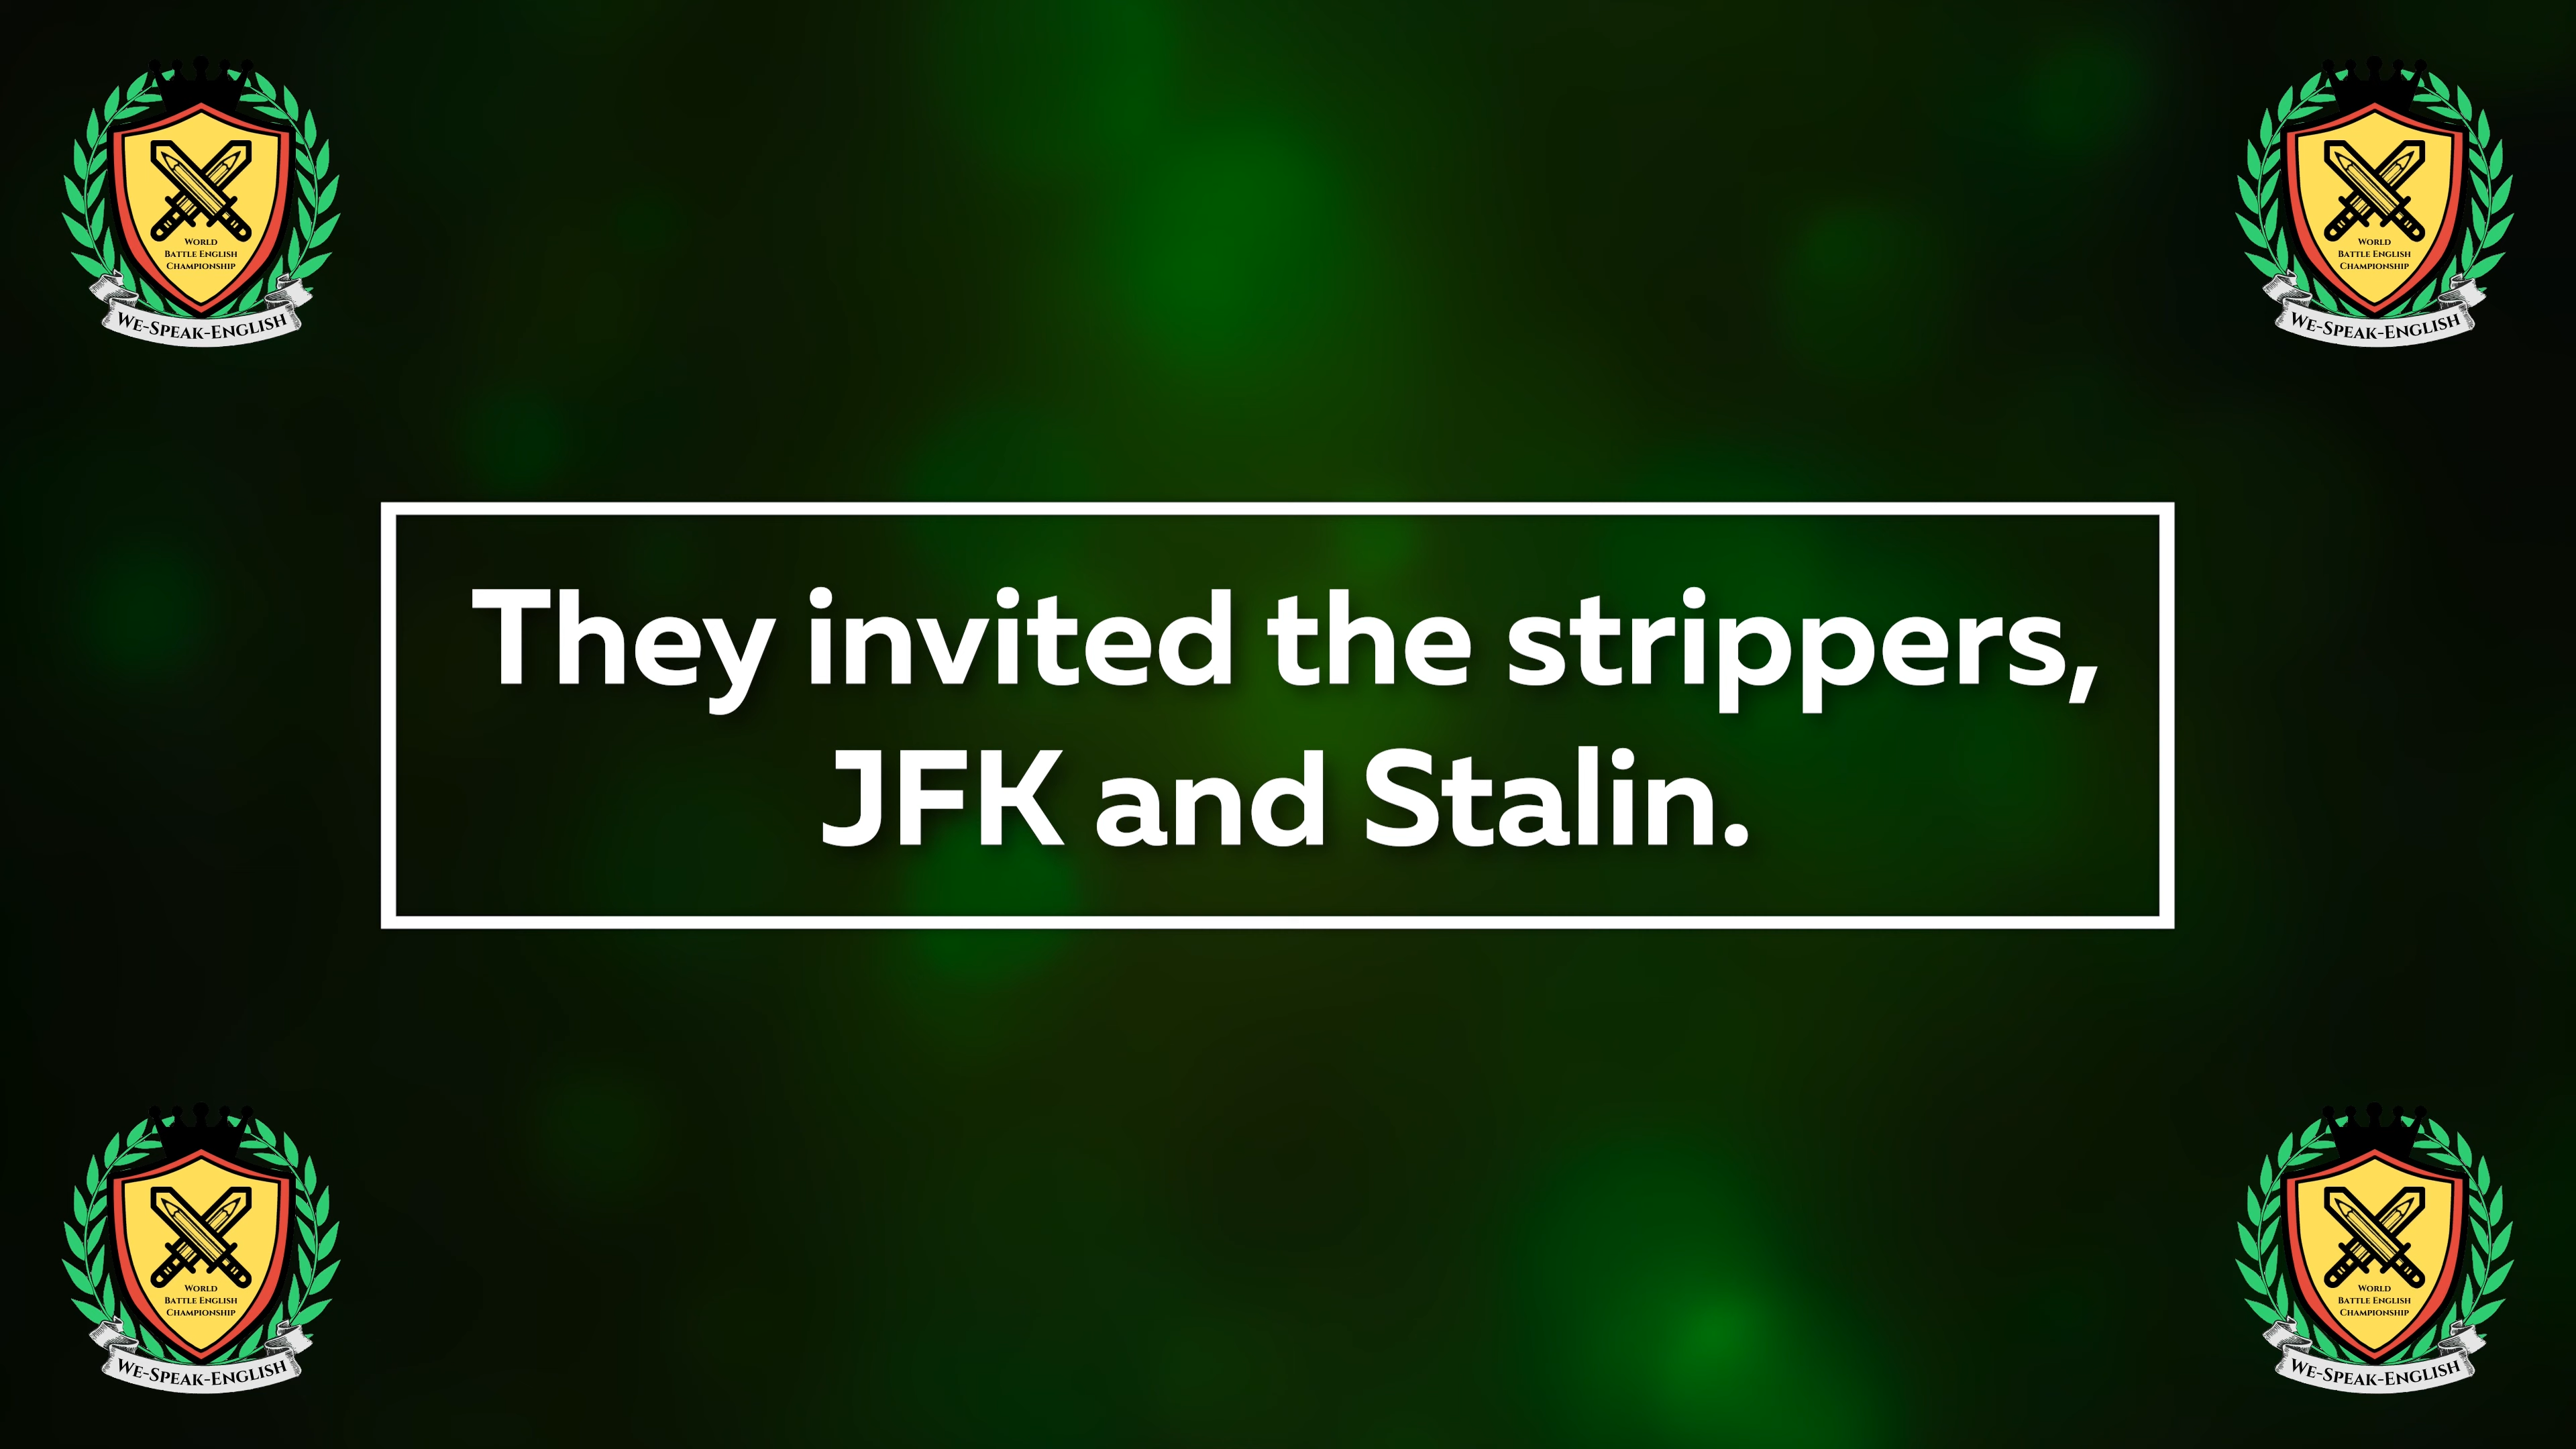 WORLD
BATTLE ENGLISH
CHAMPIONSHIP
WE-SPEAK-ENGLISH
WORLD
BATTLE ENGLISH
CHAMPIONSHIP
WE-SPEAK-ENGLISH
They invited the strippers,
JFK and Stalin.
WORLD
BATTLE ENGLISH
CHAMPIONSHIP
WE-SPEAK-ENGLISH
WORLD
BATTLE ENGLISH
CHAMPIONSHIP
WE-SPEAK-ENGLISH